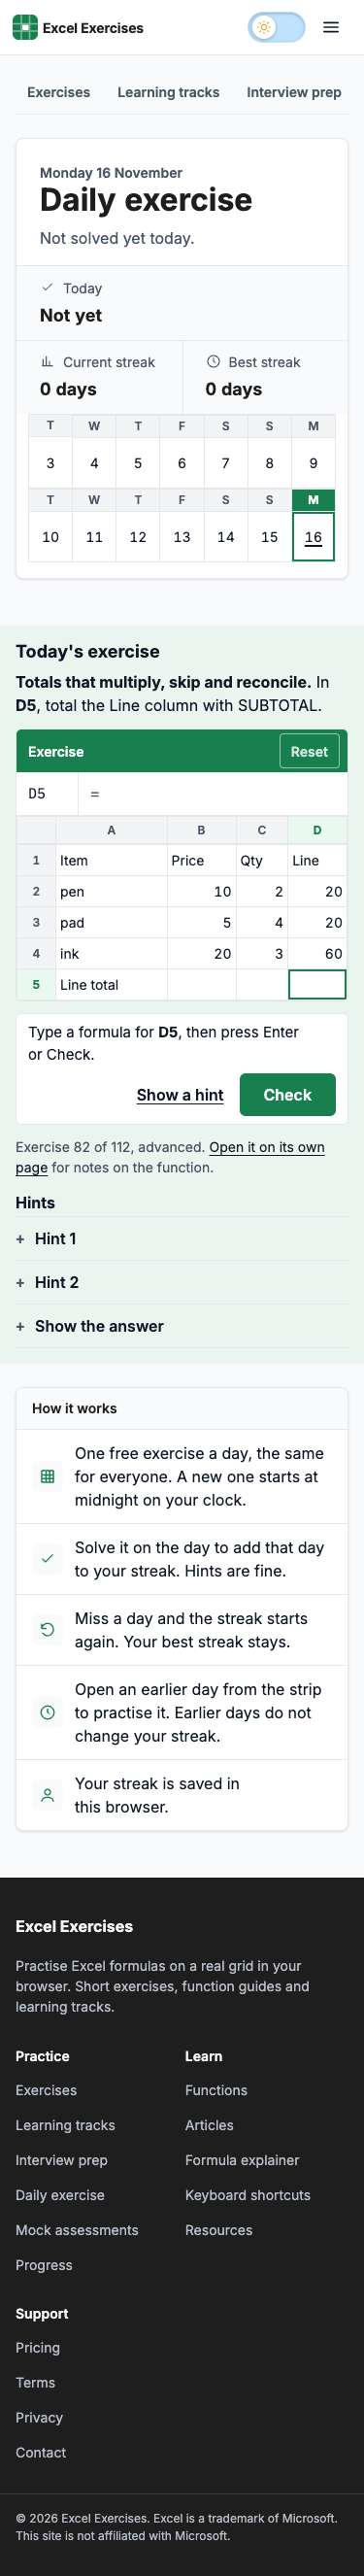 Excel Exercises
Exercises Learning tracks Interview prep
Monday 16 November
Daily exercise
Not solved yet today.
Today
Not yet
Current streak Best streak
0 days 0 days
T W T F S S M
3 4 5 6 7 8 9
T W T F S S M
10 11 12 13 14 15 16
Today's exercise
Totals that multiply, skip and reconcile. In
D5, total the Line column with SUBTOTAL.
Exercise Reset
D5 =
A B C D
1 Item Price Qty Line
2 pen 10 2 20
3 pad 5 4 20
4 ink 20 3 60
5 Line total
Type a formula for D5, then press Enter
or Check.
Show a hint Check
Exercise 82 of 112, advanced. Open it on its own
page for notes on the function.
Hints
+ Hint 1
+ Hint 2
+ Show the answer
How it works
One free exercise a day, the same
for everyone. A new one starts at
midnight on your clock.
Solve it on the day to add that day
to your streak. Hints are fine.
Miss a day and the streak starts
again. Your best streak stays.
Open an earlier day from the strip
to practise it. Earlier days do not
change your streak.
Your streak is saved in
this browser.
Excel Exercises
Practise Excel formulas on a real grid in your
browser. Short exercises, function guides and
learning tracks.
Practice Learn
Exercises Functions
Learning tracks Articles
Interview prep Formula explainer
Daily exercise Keyboard shortcuts
Mock assessments Resources
Progress
Support
Pricing
Terms
Privacy
Contact
© 2026 Excel Exercises. Excel is a trademark of Microsoft.
This site is not affiliated with Microsoft.